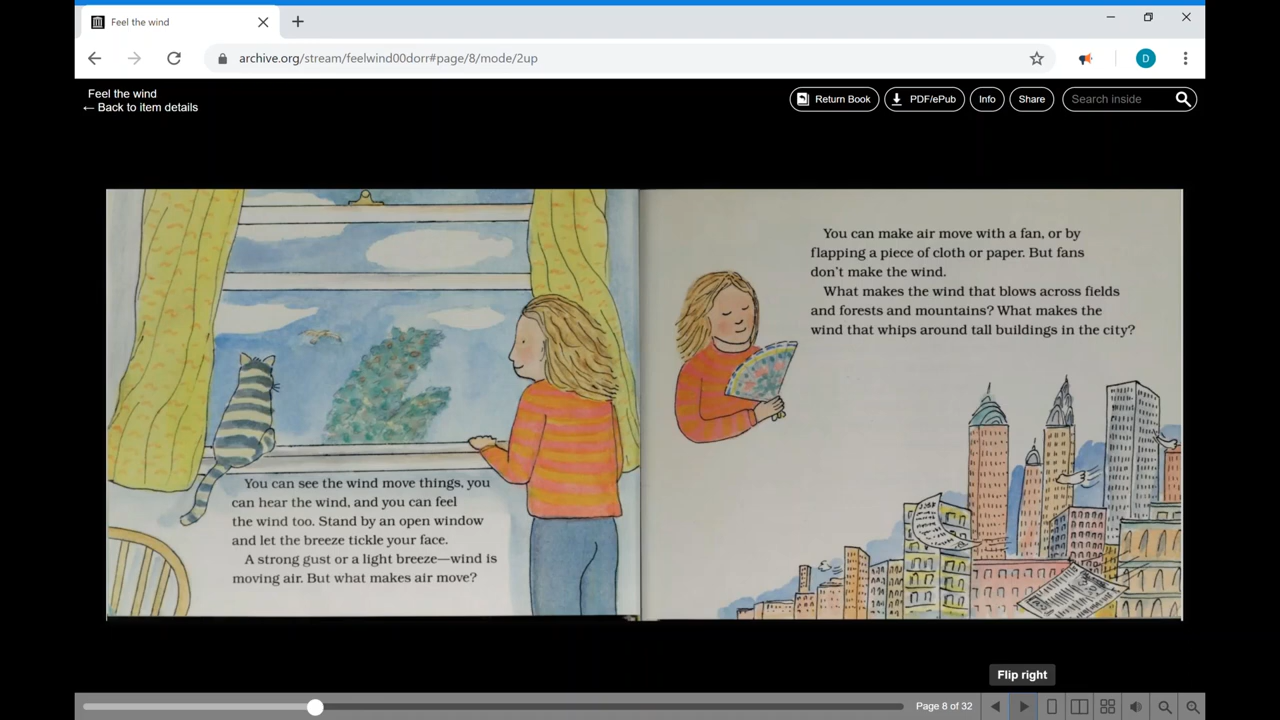 Feel the wind
archive.org/stream/feelwind00dorr#page/8/mode/2up
D
Feel the wind
← Back to item details
Return Book
PDF/ePub
Info
Share
Search inside
You can see the wind move things, you
can hear the wind, and you can feel
the wind too. Stand by an open window
and let the breeze tickle your face.
A strong gust or a light breeze—wind is
moving air. But what makes air move?
You can make air move with a fan, or by
flapping a piece of cloth or paper. But fans
don't make the wind.
What makes the wind that blows across fields
and forests and mountains? What makes the
wind that whips around tall buildings in the city?
Flip right
Page 8 of 32